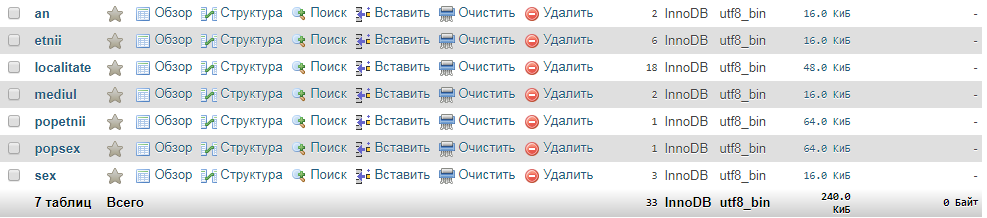 an Обзор Структура Поиск Вставить Очистить Удалить 2 InnoDB utf8_bin 16.0 КиБ -
etnii Обзор Структура Поиск Вставить Очистить Удалить 6 InnoDB utf8_bin 16.0 КиБ -
localitate Обзор Структура Поиск Вставить Очистить Удалить 18 InnoDB utf8_bin 48.0 КиБ -
mediul Обзор Структура Поиск Вставить Очистить Удалить 2 InnoDB utf8_bin 16.0 КиБ -
popetnii Обзор Структура Поиск Вставить Очистить Удалить 1 InnoDB utf8_bin 64.0 КиБ -
popsex Обзор Структура Поиск Вставить Очистить Удалить 1 InnoDB utf8_bin 64.0 КиБ -
sex Обзор Структура Поиск Вставить Очистить Удалить 3 InnoDB utf8_bin 16.0 КиБ -
7 таблиц Всего 33 InnoDB utf8_bin 240.0 КиБ 0 Байт